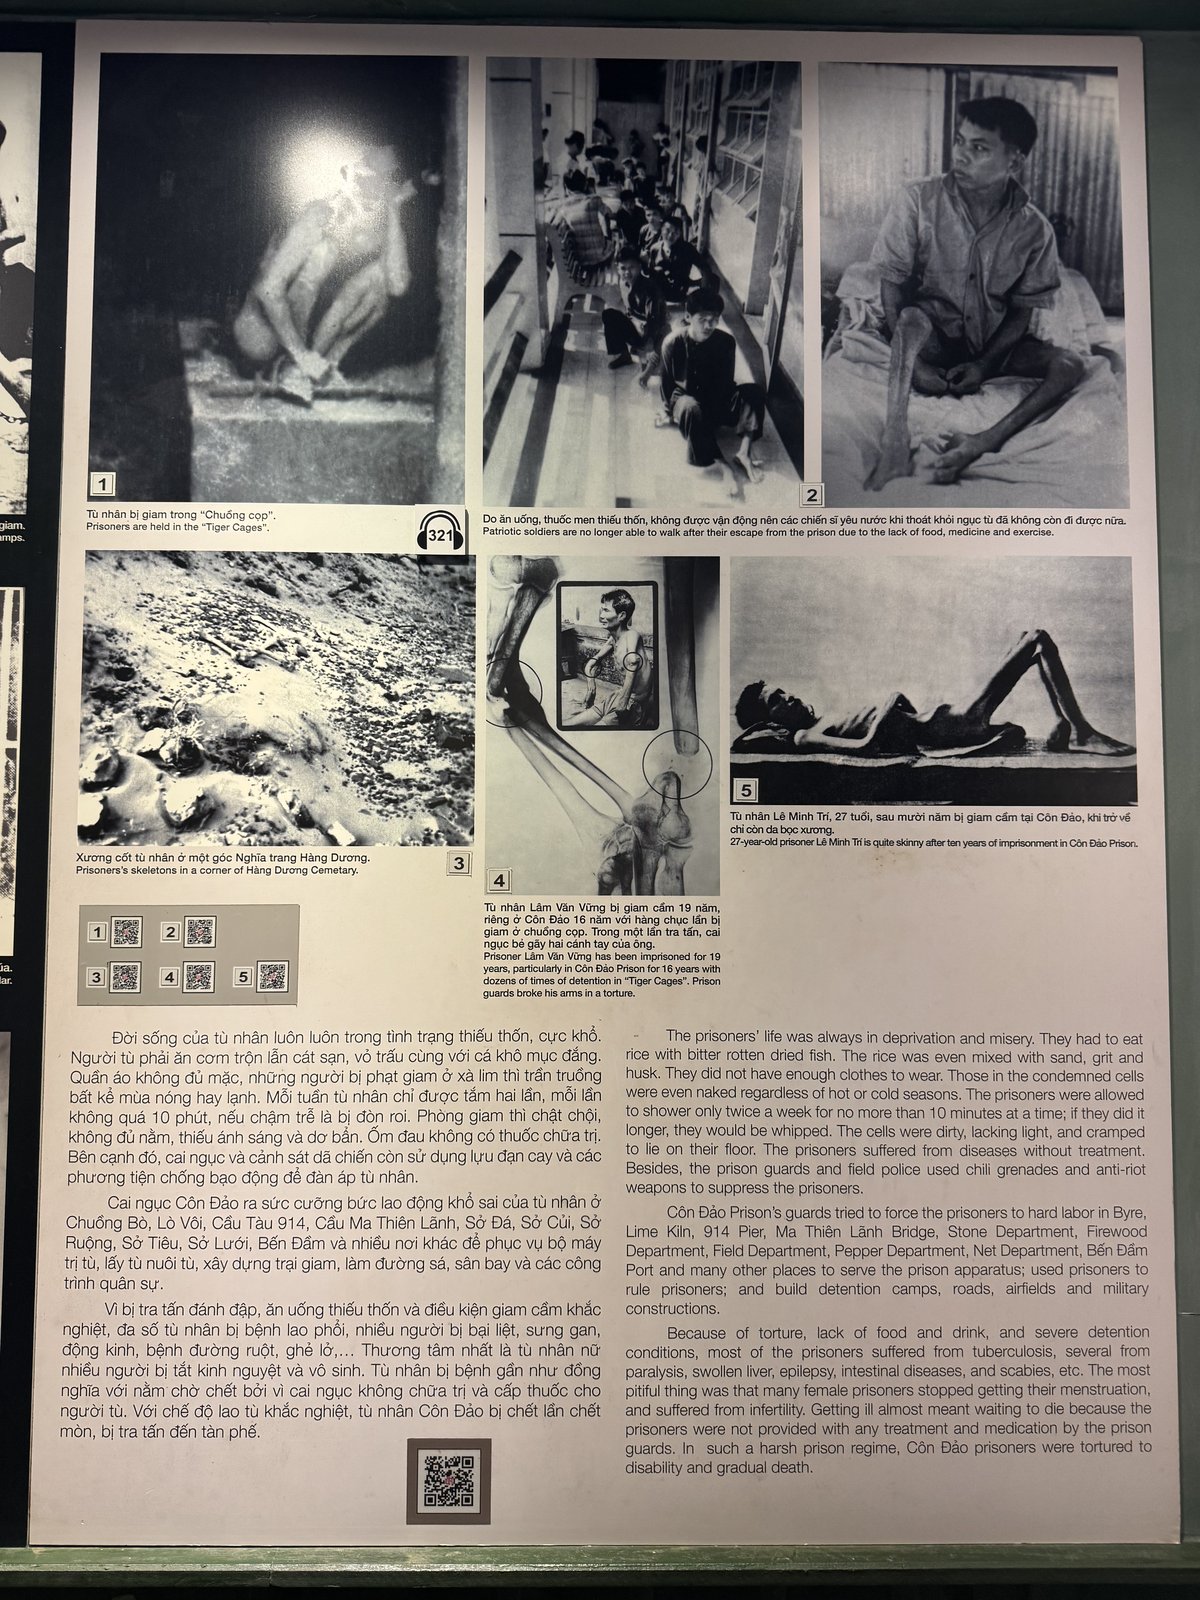 giam.
amps.
1
Tù nhân bị giam trong “Chuồng cọp”.
Prisoners are held in the “Tiger Cages”.
321
2
Do ăn uống, thuốc men thiếu thốn, không được vận động nên các chiến sĩ yêu nước khi thoát khỏi ngục tù đã không còn đi được nữa.
Patriotic soldiers are no longer able to walk after their escape from the prison due to the lack of food, medicine and exercise.
Xương cốt tù nhân ở một góc Nghĩa trang Hàng Dương.
Prisoners's skeletons in a corner of Hàng Dương Cemetary.
3
4
Tù nhân Lâm Văn Vững bị giam cầm 19 năm,
riêng ở Côn Đảo 16 năm với hàng chục lần bị
giam ở chuồng cọp. Trong một lần tra tấn, cai
ngục bẻ gãy hai cánh tay của ông.
Prisoner Lâm Văn Vững has been imprisoned for 19
years, particularly in Côn Đảo Prison for 16 years with
dozens of times of detention in “Tiger Cages”. Prison
guards broke his arms in a torture.
5
Tù nhân Lê Minh Trí, 27 tuổi, sau mười năm bị giam cầm tại Côn Đảo, khi trở về
chỉ còn da bọc xương.
27-year-old prisoner Lê Minh Trí is quite skinny after ten years of imprisonment in Côn Đảo Prison.
1 2
3 4 5
úa.
lar.
Đời sống của tù nhân luôn luôn trong tình trạng thiếu thốn, cực khổ.
Người tù phải ăn cơm trộn lẫn cát sạn, vỏ trấu cùng với cá khô mục đắng.
Quần áo không đủ mặc, những người bị phạt giam ở xà lim thì trần truồng
bất kể mùa nóng hay lạnh. Mỗi tuần tù nhân chỉ được tắm hai lần, mỗi lần
không quá 10 phút, nếu chậm trễ là bị đòn roi. Phòng giam thì chật chội,
không đủ nằm, thiếu ánh sáng và dơ bẩn. Ốm đau không có thuốc chữa trị.
Bên cạnh đó, cai ngục và cảnh sát dã chiến còn sử dụng lựu đạn cay và các
phương tiện chống bạo động để đàn áp tù nhân.
Cai ngục Côn Đảo ra sức cưỡng bức lao động khổ sai của tù nhân ở
Chuồng Bò, Lò Vôi, Cầu Tàu 914, Cầu Ma Thiên Lãnh, Sở Đá, Sở Củi, Sở
Ruộng, Sở Tiêu, Sở Lưới, Bến Đầm và nhiều nơi khác để phục vụ bộ máy
trị tù, lấy tù nuôi tù, xây dựng trại giam, làm đường sá, sân bay và các công
trình quân sự.
Vì bị tra tấn đánh đập, ăn uống thiếu thốn và điều kiện giam cầm khắc
nghiệt, đa số tù nhân bị bệnh lao phổi, nhiều người bị bại liệt, sưng gan,
động kinh, bệnh đường ruột, ghẻ lở,... Thương tâm nhất là tù nhân nữ
nhiều người bị tắt kinh nguyệt và vô sinh. Tù nhân bị bệnh gần như đồng
nghĩa với nằm chờ chết bởi vì cai ngục không chữa trị và cấp thuốc cho
người tù. Với chế độ lao tù khắc nghiệt, tù nhân Côn Đảo bị chết lần chết
mòn, bị tra tấn đến tàn phế.
The prisoners' life was always in deprivation and misery. They had to eat
rice with bitter rotten dried fish. The rice was even mixed with sand, grit and
husk. They did not have enough clothes to wear. Those in the condemned cells
were even naked regardless of hot or cold seasons. The prisoners were allowed
to shower only twice a week for no more than 10 minutes at a time; if they did it
longer, they would be whipped. The cells were dirty, lacking light, and cramped
to lie on their floor. The prisoners suffered from diseases without treatment.
Besides, the prison guards and field police used chili grenades and anti-riot
weapons to suppress the prisoners.
Côn Đảo Prison's guards tried to force the prisoners to hard labor in Byre,
Lime Kiln, 914 Pier, Ma Thiên Lãnh Bridge, Stone Department, Firewood
Department, Field Department, Pepper Department, Net Department, Bến Đầm
Port and many other places to serve the prison apparatus; used prisoners to
rule prisoners; and build detention camps, roads, airfields and military
constructions.
Because of torture, lack of food and drink, and severe detention
conditions, most of the prisoners suffered from tuberculosis, several from
paralysis, swollen liver, epilepsy, intestinal diseases, and scabies, etc. The most
pitiful thing was that many female prisoners stopped getting their menstruation,
and suffered from infertility. Getting ill almost meant waiting to die because the
prisoners were not provided with any treatment and medication by the prison
guards. In such a harsh prison regime, Côn Đảo prisoners were tortured to
disability and gradual death.